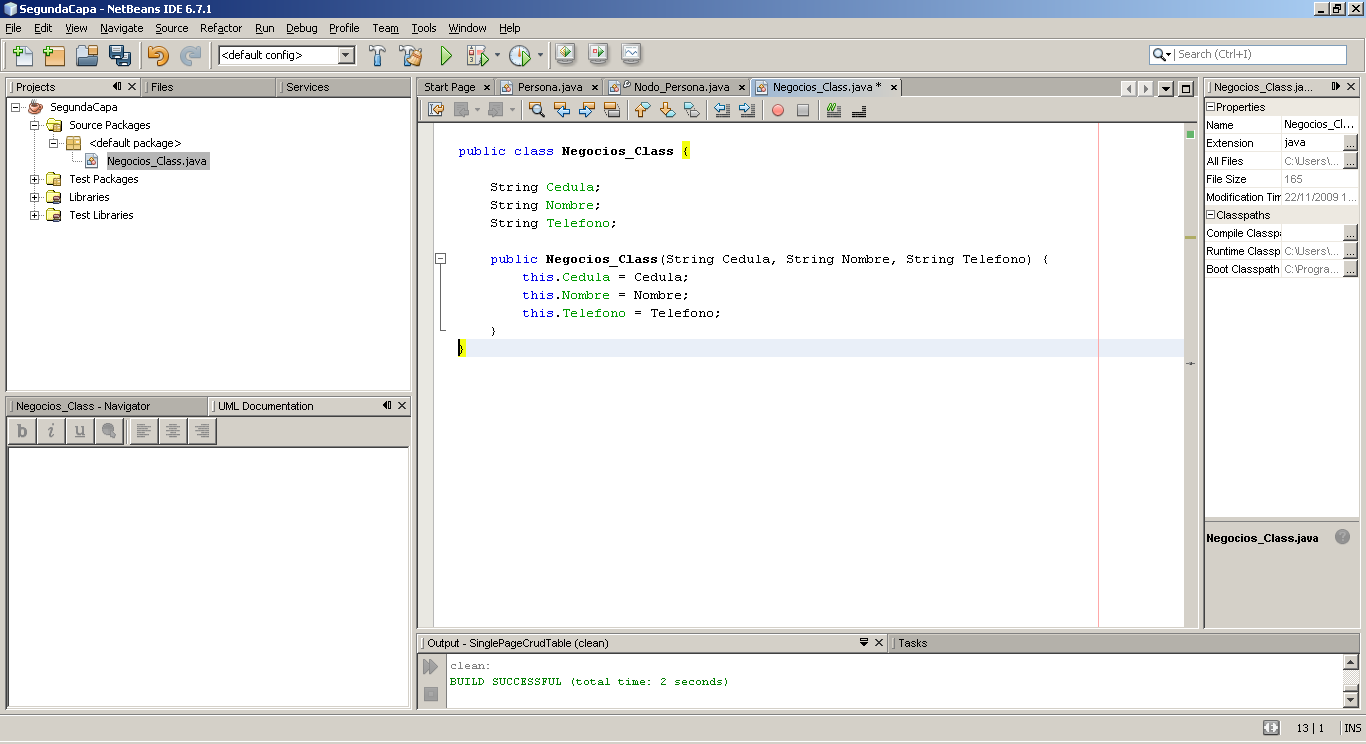 SegundaCapa - NetBeans IDE 6.7.1
File Edit View Navigate Source Refactor Run Debug Profile Team Tools Window Help
<default config>
Search (Ctrl+I)
Projects Files Services
SegundaCapa
Source Packages
<default package>
Negocios_Class.java
Test Packages
Libraries
Test Libraries
Negocios_Class - Navigator UML Documentation
b i u
Start Page Persona.java Nodo_Persona.java Negocios_Class.java *
public class Negocios_Class {
String Cedula;
String Nombre;
String Telefono;
public Negocios_Class(String Cedula, String Nombre, String Telefono) {
this.Cedula = Cedula;
this.Nombre = Nombre;
this.Telefono = Telefono;
}
}
Negocios_Class.ja...
Properties
Name Negocios_Cl...
Extension java ...
All Files C:\Users\... ...
File Size 165
Modification Tim 22/11/2009 1...
Classpaths
Compile Classpa ...
Runtime Classp C:\Users\... ...
Boot Classpath C:\Progra... ...
Negocios_Class.java ?
Output - SinglePageCrudTable (clean) Tasks
clean:
BUILD SUCCESSFUL (total time: 2 seconds)
13 | 1 INS